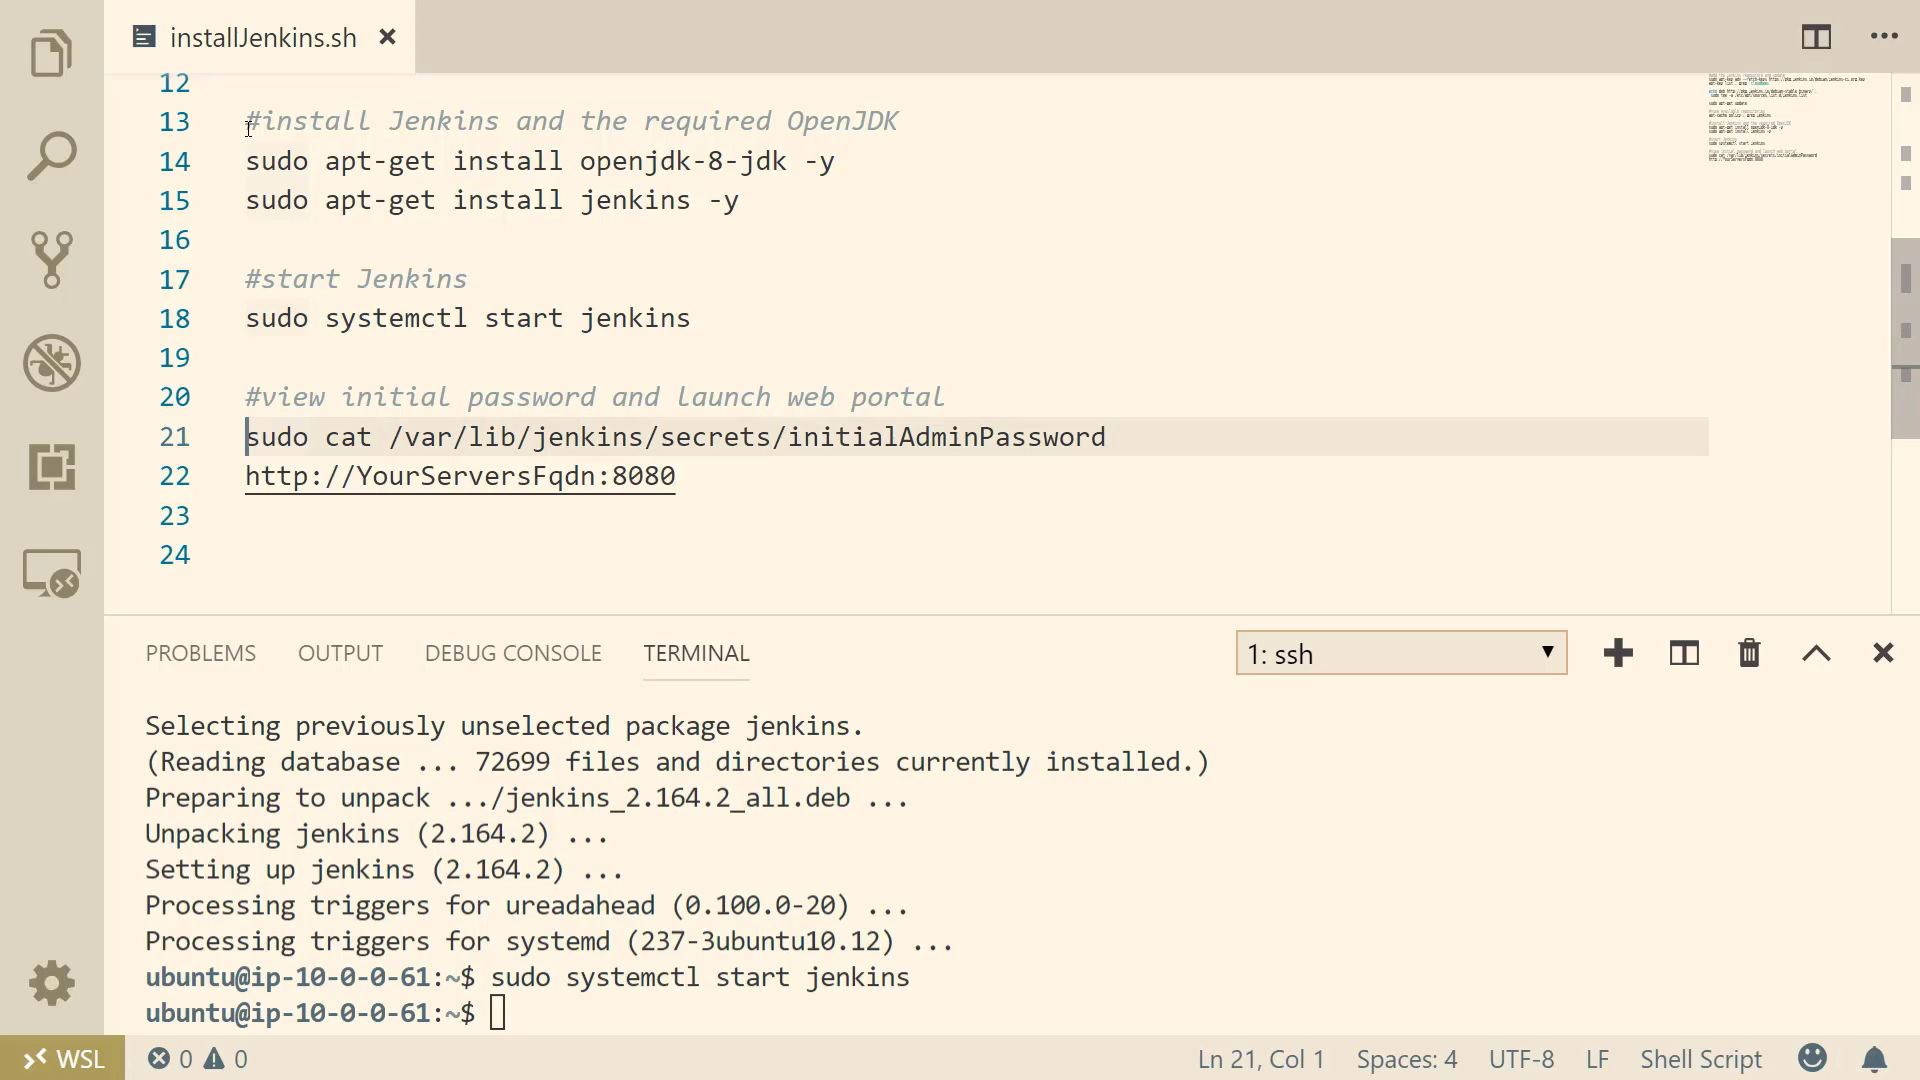 installJenkins.sh
12
13 #install Jenkins and the required OpenJDK
14 sudo apt-get install openjdk-8-jdk -y
15 sudo apt-get install jenkins -y
16
17 #start Jenkins
18 sudo systemctl start jenkins
19
20 #view initial password and launch web portal
21 sudo cat /var/lib/jenkins/secrets/initialAdminPassword
22 http://YourServersFqdn:8080
23
24
PROBLEMS OUTPUT DEBUG CONSOLE TERMINAL 1: ssh
Selecting previously unselected package jenkins.
(Reading database ... 72699 files and directories currently installed.)
Preparing to unpack .../jenkins_2.164.2_all.deb ...
Unpacking jenkins (2.164.2) ...
Setting up jenkins (2.164.2) ...
Processing triggers for ureadahead (0.100.0-20) ...
Processing triggers for systemd (237-3ubuntu10.12) ...
ubuntu@ip-10-0-0-61:~$ sudo systemctl start jenkins
ubuntu@ip-10-0-0-61:~$
WSL 0 0 Ln 21, Col 1 Spaces: 4 UTF-8 LF Shell Script